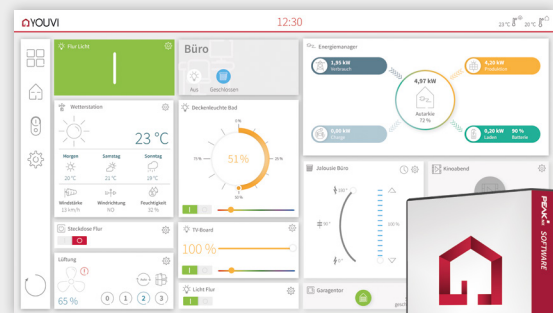 YOUVI
12:30
23 °C 20 °C
Flur Licht
Büro
Aus Geschlossen
Energiemanager
1,95 kW
Verbrauch
4,20 kW
Produktion
4,97 kW
Autarkie
72 %
0,00 kW
Charge
0,20 kW 90 %
Laden Batterie
Wetterstation
23 °C
Morgen Samstag Sonntag
20 °C 21 °C 19 °C
Windstärke Windrichtung Feuchtigkeit
13 km/h NO 32 %
Deckenleuchte Bad
51%
Jalousie Büro
100 %
Kinoabend
Steckdose Flur
TV-Board
100 %
Lüftung
65 %
0 1 2 3
Licht Flur
Garagentor
PEAK SOFTWARE